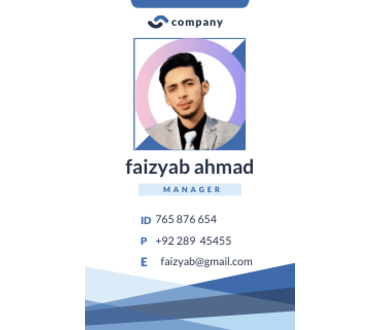 company
faizyab ahmad
MANAGER
ID 765 876 654
P +92 289 45455
E faizyab@gmail.com